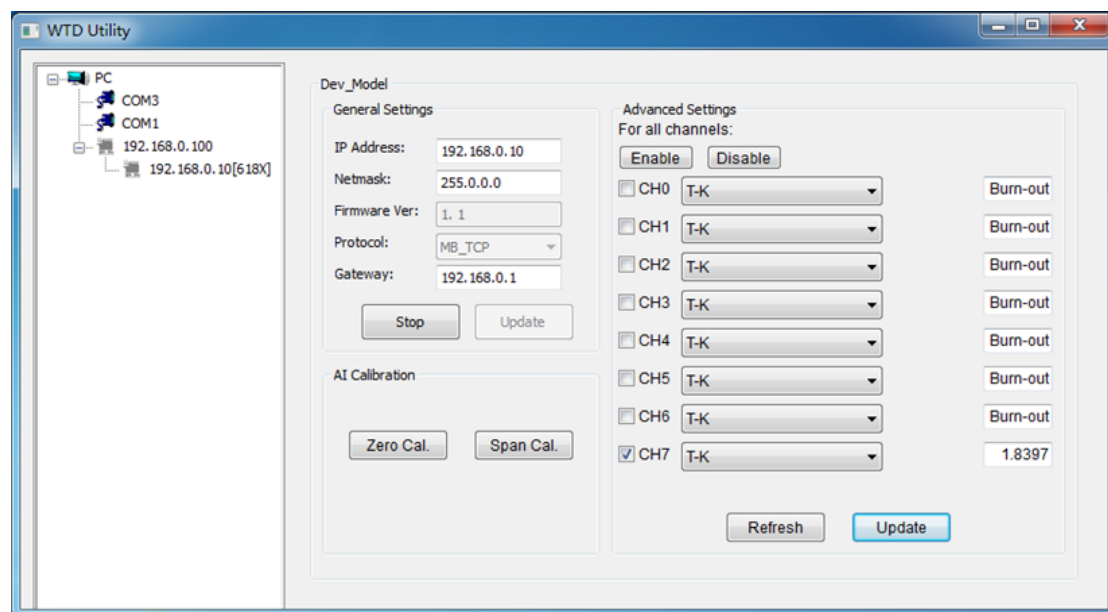 WTD Utility
PC
COM3
COM1
192.168.0.100
192.168.0.10[618X]
Dev_Model
General Settings
IP Address: 192.168.0.10
Netmask: 255.0.0.0
Firmware Ver: 1. 1
Protocol: MB_TCP
Gateway: 192.168.0.1
Stop Update
AI Calibration
Zero Cal. Span Cal.
Advanced Settings
For all channels:
Enable Disable
CH0 T-K Burn-out
CH1 T-K Burn-out
CH2 T-K Burn-out
CH3 T-K Burn-out
CH4 T-K Burn-out
CH5 T-K Burn-out
CH6 T-K Burn-out
CH7 T-K 1.8397
Refresh Update